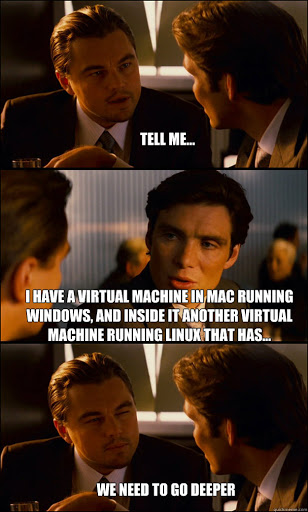 TELL ME...
I HAVE A VIRTUAL MACHINE IN MAC RUNNING
WINDOWS, AND INSIDE IT ANOTHER VIRTUAL
MACHINE RUNNING LINUX THAT HAS...
WE NEED TO GO DEEPER